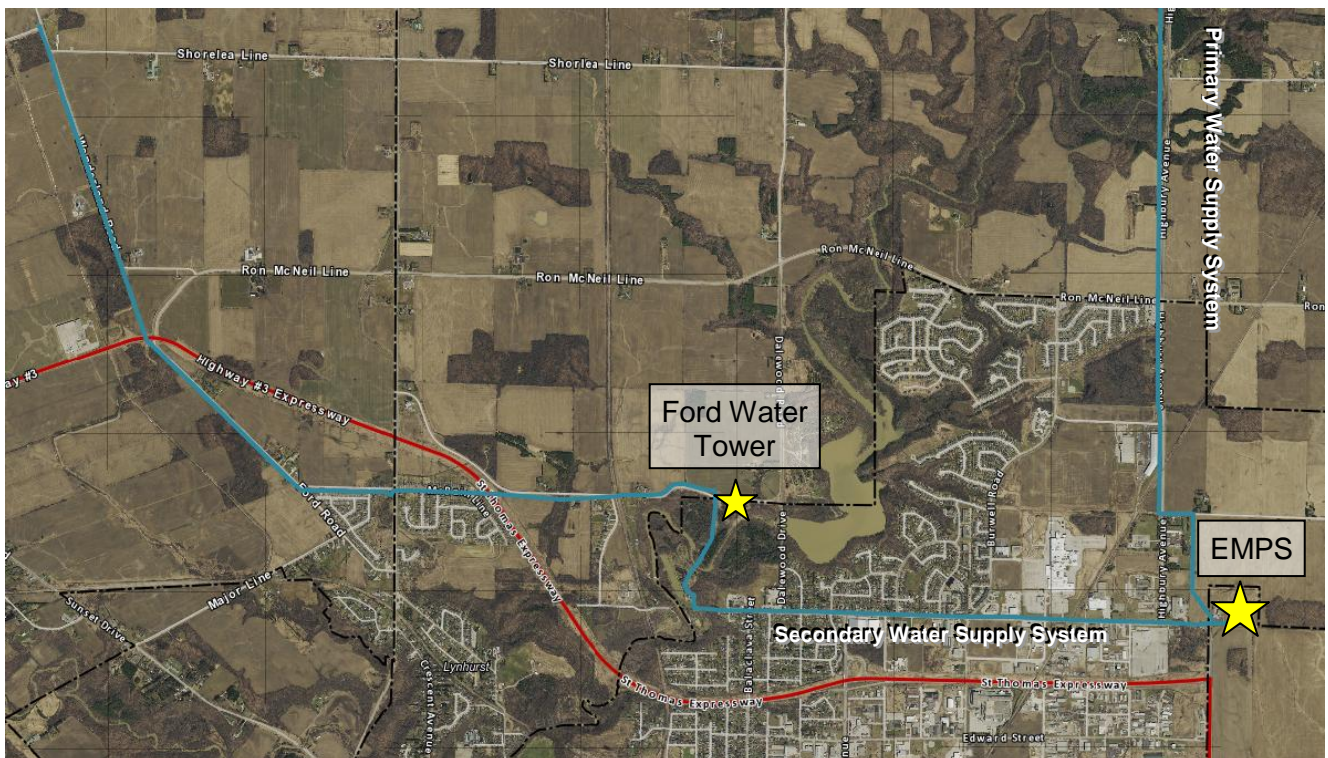 Shorelea Line
Shorlea Line
Primary Water Supply System
Highbury Avenue
Ron McNeil Line
Ron McNeil Line
Ron McNeil Line
Ron McNeil Line
Ron
Highway #3 Expressway
ay #3
Ford Water
Tower
St Thomas Expressway
Ford Road
Major Line
Sunset Drive
Burwell Road
Dalewood Drive
Highbury Avenue
EMPS
Secondary Water Supply System
Balaclava Street
Lynhurst
Crescent Avenue
St Thomas Expressway
St Thomas Expressway
Edward Street